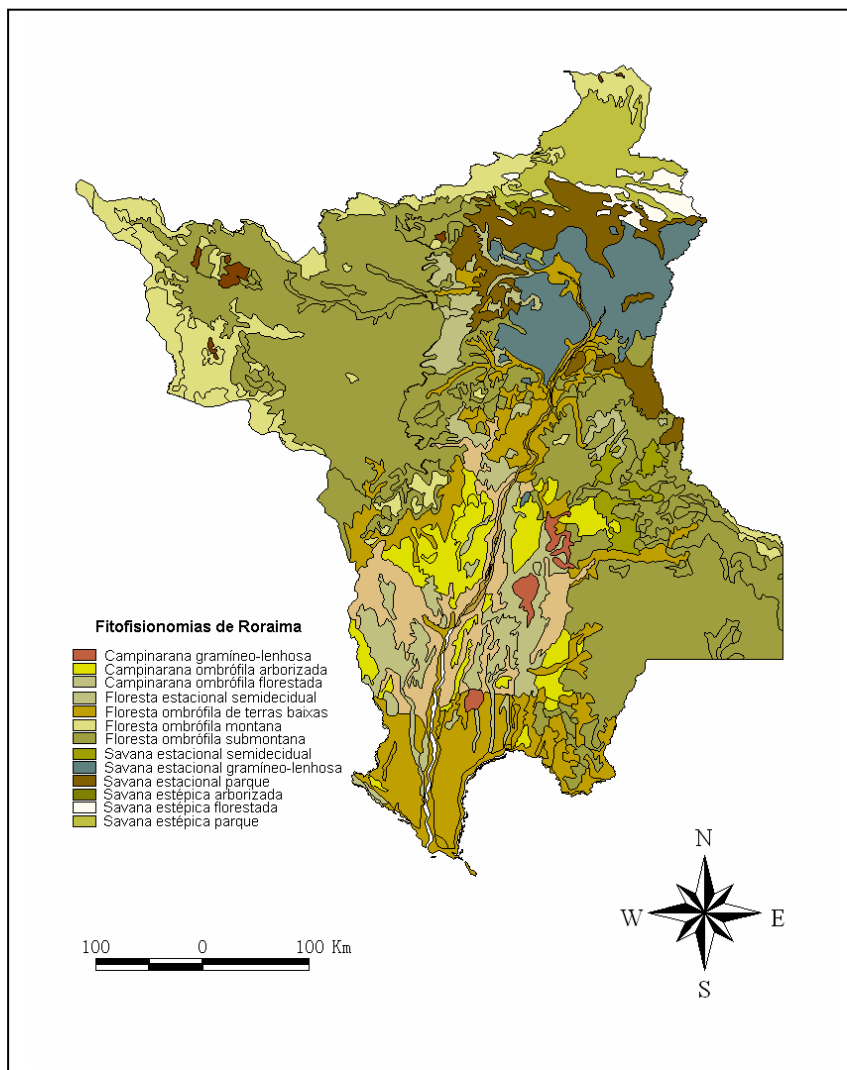 Fitofisionomias de Roraima
Campinarana gramíneo-lenhosa
Campinarana ombrófila arborizada
Campinarana ombrófila florestada
Floresta estacional semidecidual
Floresta ombrófila de terras baixas
Floresta ombrófila montana
Floresta ombrófila submontana
Savana estacional semidecidual
Savana estacional gramíneo-lenhosa
Savana estacional parque
Savana estépica arborizada
Savana estépica florestada
Savana estépica parque
N
W E
S
100 0 100 Km